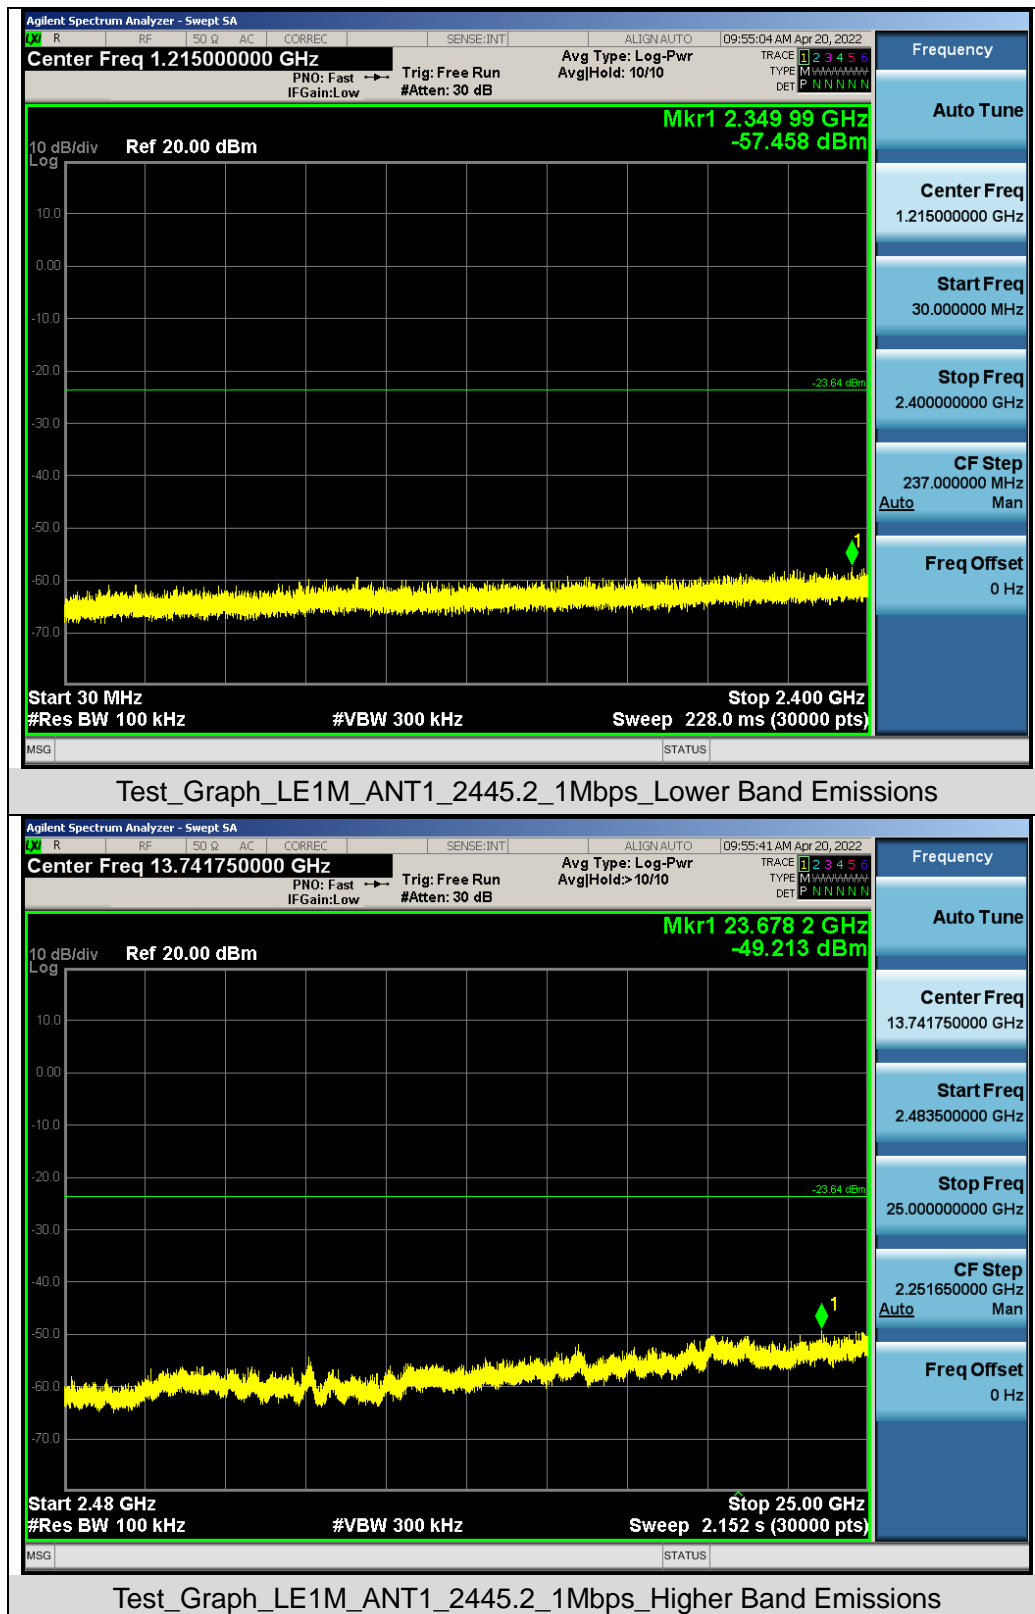 Agilent Spectrum Analyzer - Swept SA
LXI R RF 50 Ω AC CORREC SENSE:INT ALIGN AUTO 09:55:04 AM Apr 20, 2022
Center Freq 1.215000000 GHz
PNO: Fast
IFGain:Low
Trig: Free Run
#Atten: 30 dB
Avg Type: Log-Pwr
Avg|Hold: 10/10
TRACE 1 2 3 4 5 6
TYPE M
DET P N N N N N
Mkr1 2.349 99 GHz
-57.458 dBm
10 dB/div Ref 20.00 dBm
Log
10.0
0.00
-10.0
-20.0
-23.64 dBm
-30.0
-40.0
-50.0
1
-60.0
-70.0
Start 30 MHz Stop 2.400 GHz
#Res BW 100 kHz #VBW 300 kHz Sweep 228.0 ms (30000 pts)
MSG STATUS
Frequency
Auto Tune
Center Freq
1.215000000 GHz
Start Freq
30.000000 MHz
Stop Freq
2.400000000 GHz
CF Step
237.000000 MHz
Auto Man
Freq Offset
0 Hz
Test_Graph_LE1M_ANT1_2445.2_1Mbps_Lower Band Emissions
Agilent Spectrum Analyzer - Swept SA
LXI R RF 50 Ω AC CORREC SENSE:INT ALIGN AUTO 09:55:41 AM Apr 20, 2022
Center Freq 13.741750000 GHz
PNO: Fast
IFGain:Low
Trig: Free Run
#Atten: 30 dB
Avg Type: Log-Pwr
Avg|Hold:>10/10
TRACE 1 2 3 4 5 6
TYPE M
DET P N N N N N
Mkr1 23.678 2 GHz
-49.213 dBm
10 dB/div Ref 20.00 dBm
Log
10.0
0.00
-10.0
-20.0
-23.64 dBm
-30.0
-40.0
1
-50.0
-60.0
-70.0
Start 2.48 GHz Stop 25.00 GHz
#Res BW 100 kHz #VBW 300 kHz Sweep 2.152 s (30000 pts)
MSG STATUS
Frequency
Auto Tune
Center Freq
13.741750000 GHz
Start Freq
2.483500000 GHz
Stop Freq
25.000000000 GHz
CF Step
2.251650000 GHz
Auto Man
Freq Offset
0 Hz
Test_Graph_LE1M_ANT1_2445.2_1Mbps_Higher Band Emissions